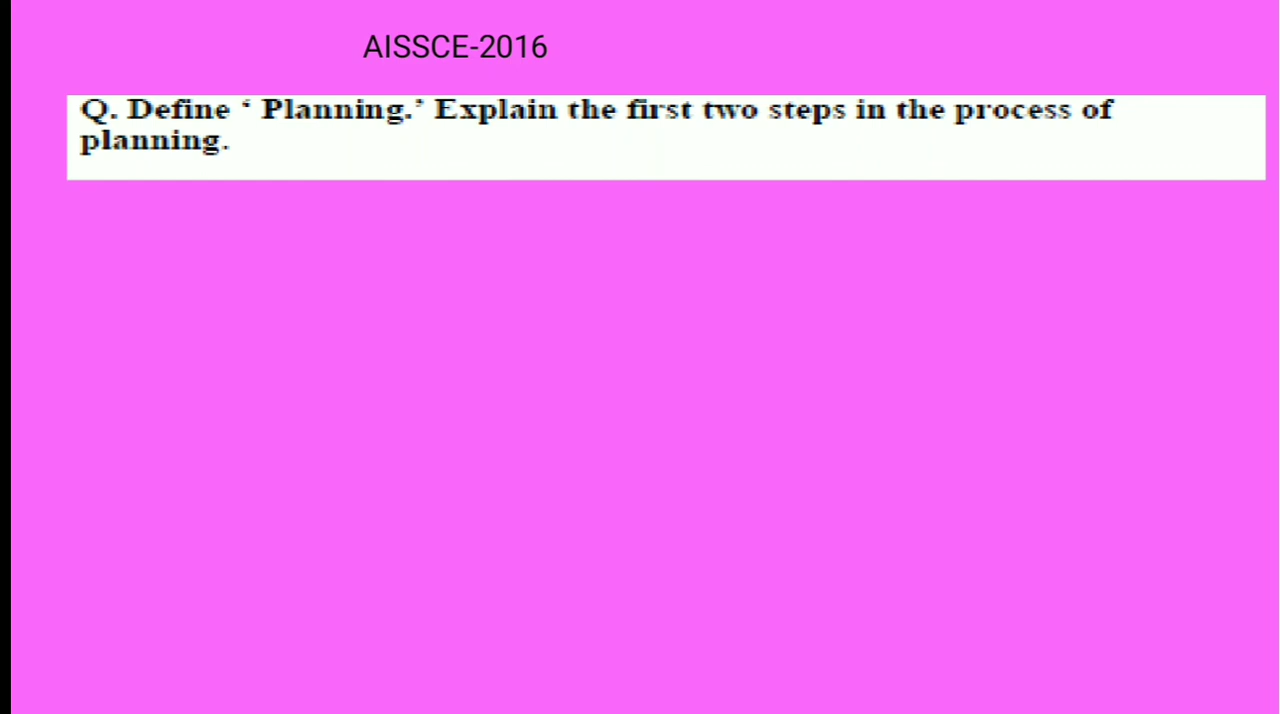 AISSCE-2016
Q. Define ‘ Planning.’ Explain the first two steps in the process of
planning.